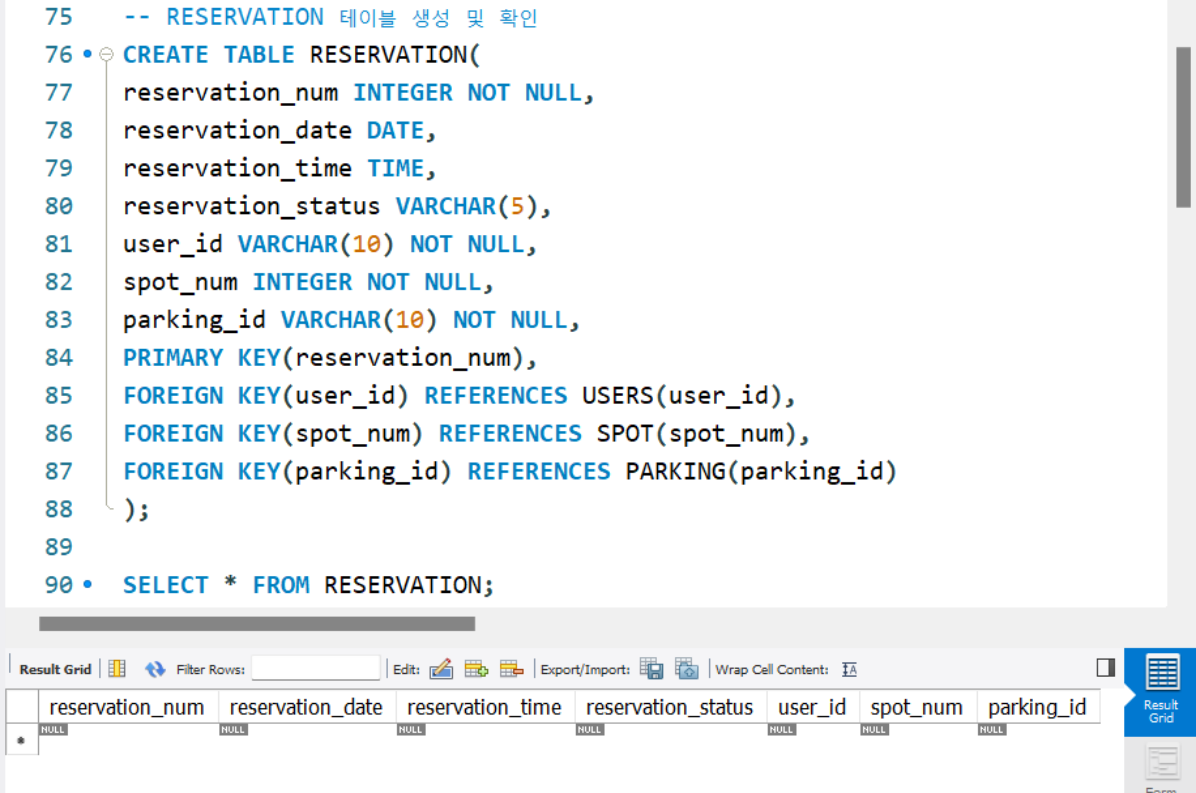 75 -- RESERVATION 테이블 생성 및 확인
76 CREATE TABLE RESERVATION(
77 reservation_num INTEGER NOT NULL,
78 reservation_date DATE,
79 reservation_time TIME,
80 reservation_status VARCHAR(5),
81 user_id VARCHAR(10) NOT NULL,
82 spot_num INTEGER NOT NULL,
83 parking_id VARCHAR(10) NOT NULL,
84 PRIMARY KEY(reservation_num),
85 FOREIGN KEY(user_id) REFERENCES USERS(user_id),
86 FOREIGN KEY(spot_num) REFERENCES SPOT(spot_num),
87 FOREIGN KEY(parking_id) REFERENCES PARKING(parking_id)
88 );
89
90 SELECT * FROM RESERVATION;
Result Grid Filter Rows: Edit: Export/Import: Wrap Cell Content: IA
reservation_num reservation_date reservation_time reservation_status user_id spot_num parking_id
* NULL NULL NULL NULL NULL NULL NULL
Result
Grid
Form